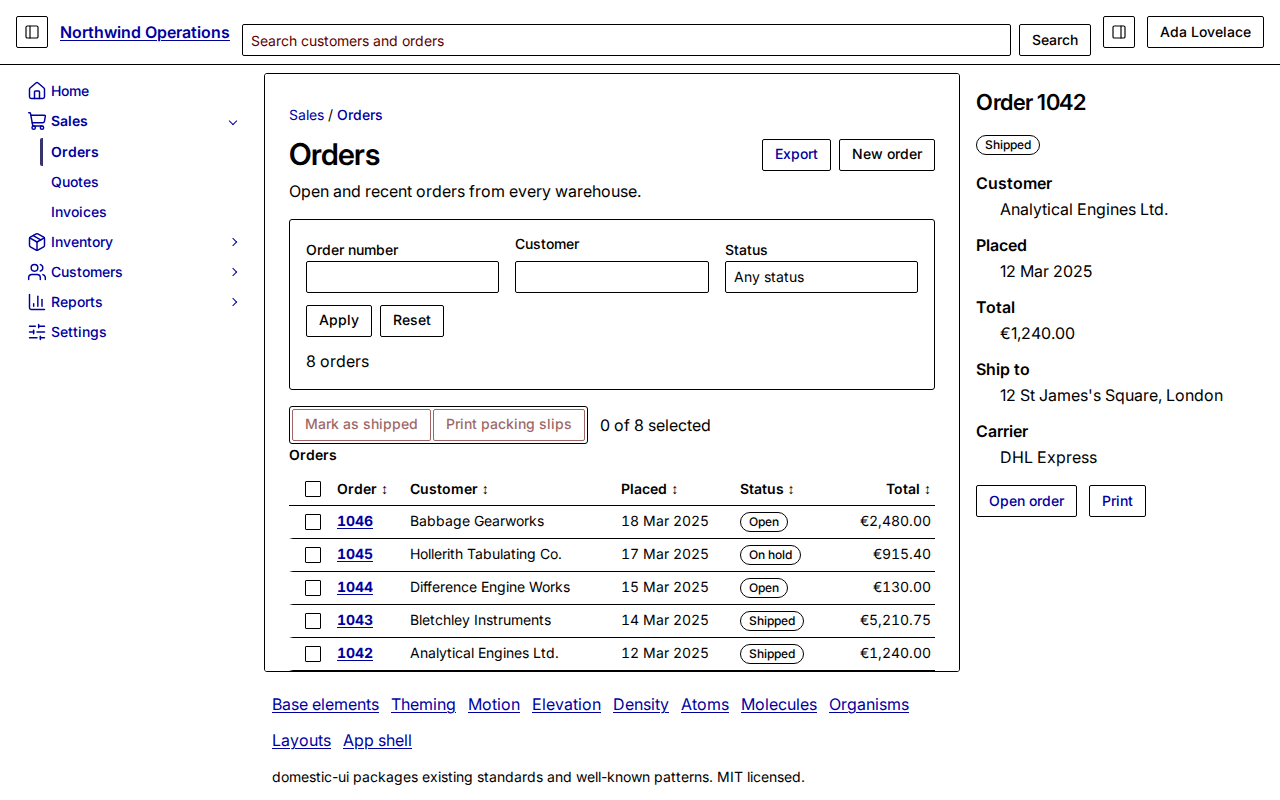 Northwind Operations
Search customers and orders
Search
Ada Lovelace
Home
Sales
Orders
Quotes
Invoices
Inventory
Customers
Reports
Settings
Sales / Orders
Orders
Export
New order
Open and recent orders from every warehouse.
Order number
Customer
Status
Any status
Apply
Reset
8 orders
Mark as shipped
Print packing slips
0 of 8 selected
Orders
Order ↕ Customer ↕ Placed ↕ Status ↕ Total ↕
1046 Babbage Gearworks 18 Mar 2025 Open €2,480.00
1045 Hollerith Tabulating Co. 17 Mar 2025 On hold €915.40
1044 Difference Engine Works 15 Mar 2025 Open €130.00
1043 Bletchley Instruments 14 Mar 2025 Shipped €5,210.75
1042 Analytical Engines Ltd. 12 Mar 2025 Shipped €1,240.00
Order 1042
Shipped
Customer
Analytical Engines Ltd.
Placed
12 Mar 2025
Total
€1,240.00
Ship to
12 St James's Square, London
Carrier
DHL Express
Open order
Print
Base elements Theming Motion Elevation Density Atoms Molecules Organisms
Layouts App shell
domestic-ui packages existing standards and well-known patterns. MIT licensed.